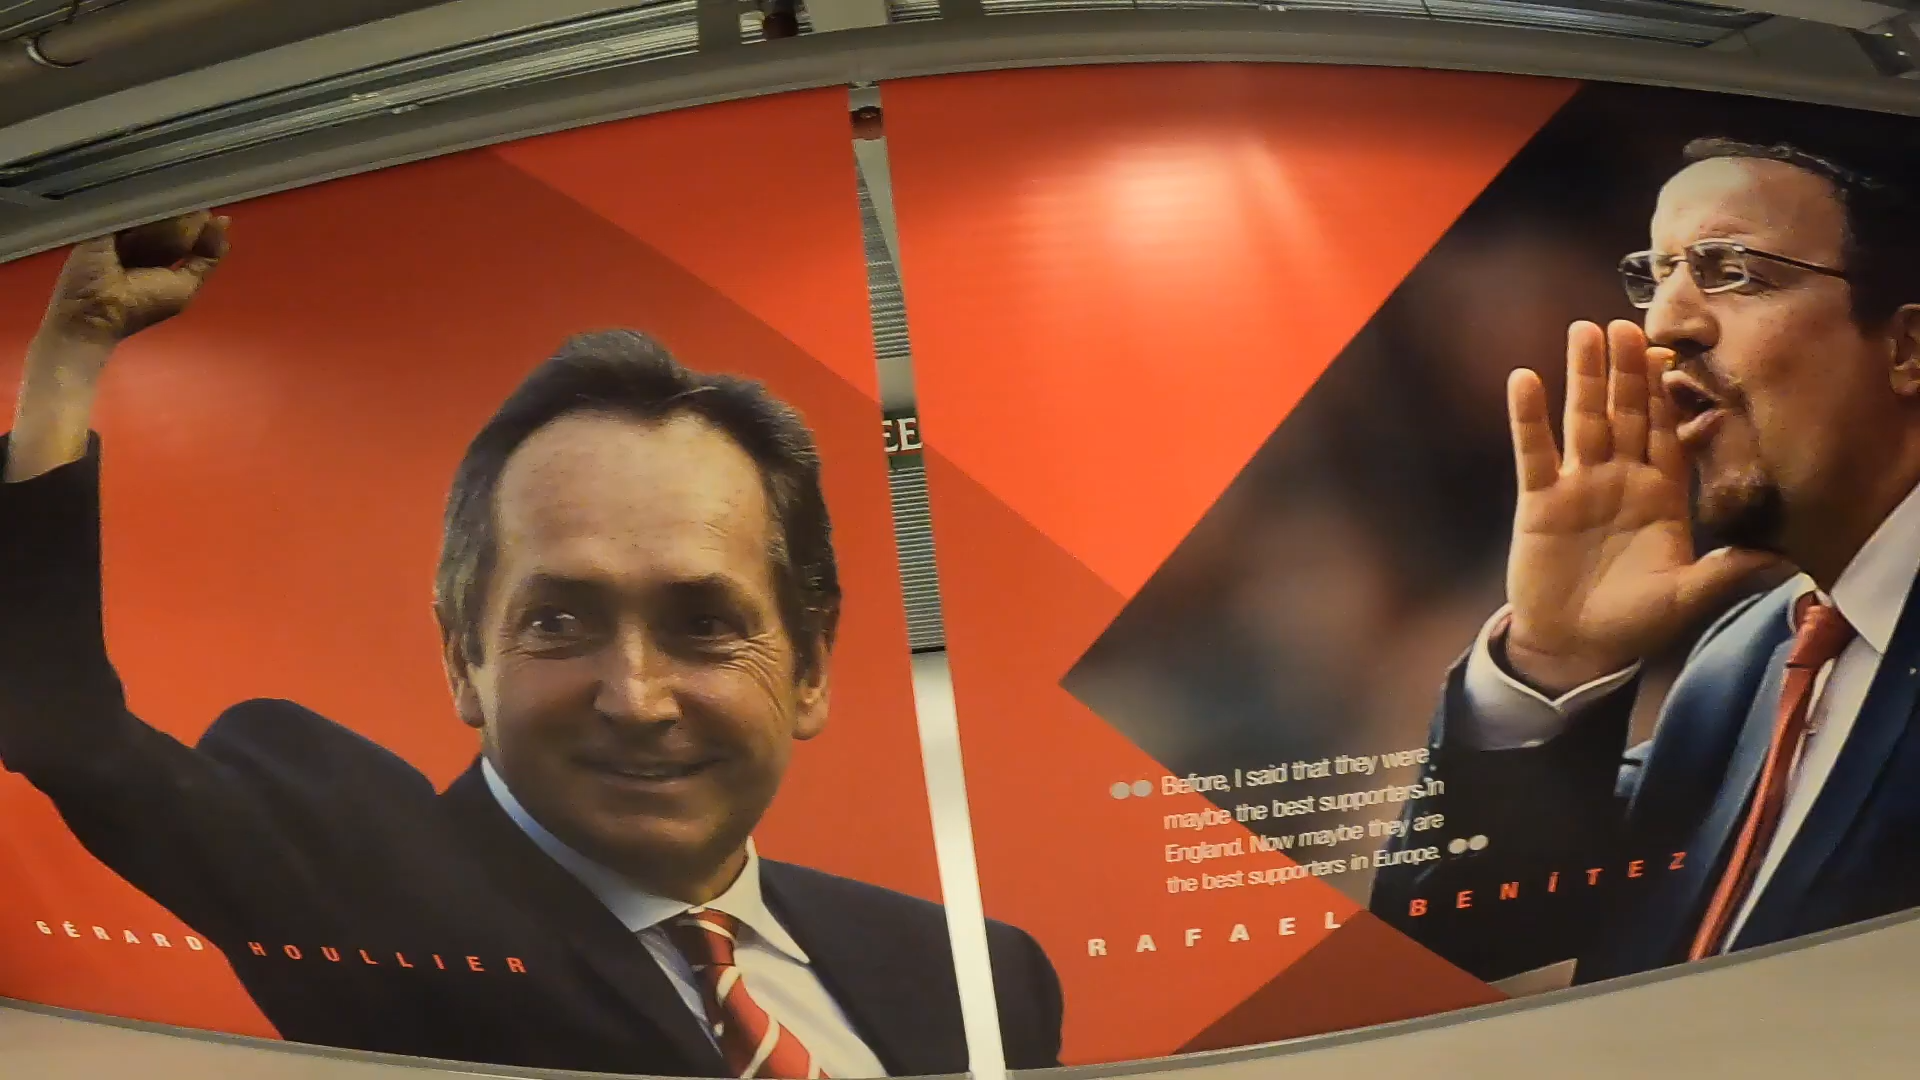 EE
GÉRARD HOULLIER
Before, I said that they were
maybe the best supporters in
England. Now maybe they are
the best supporters in Europe.
RAFAEL BENÍTEZ